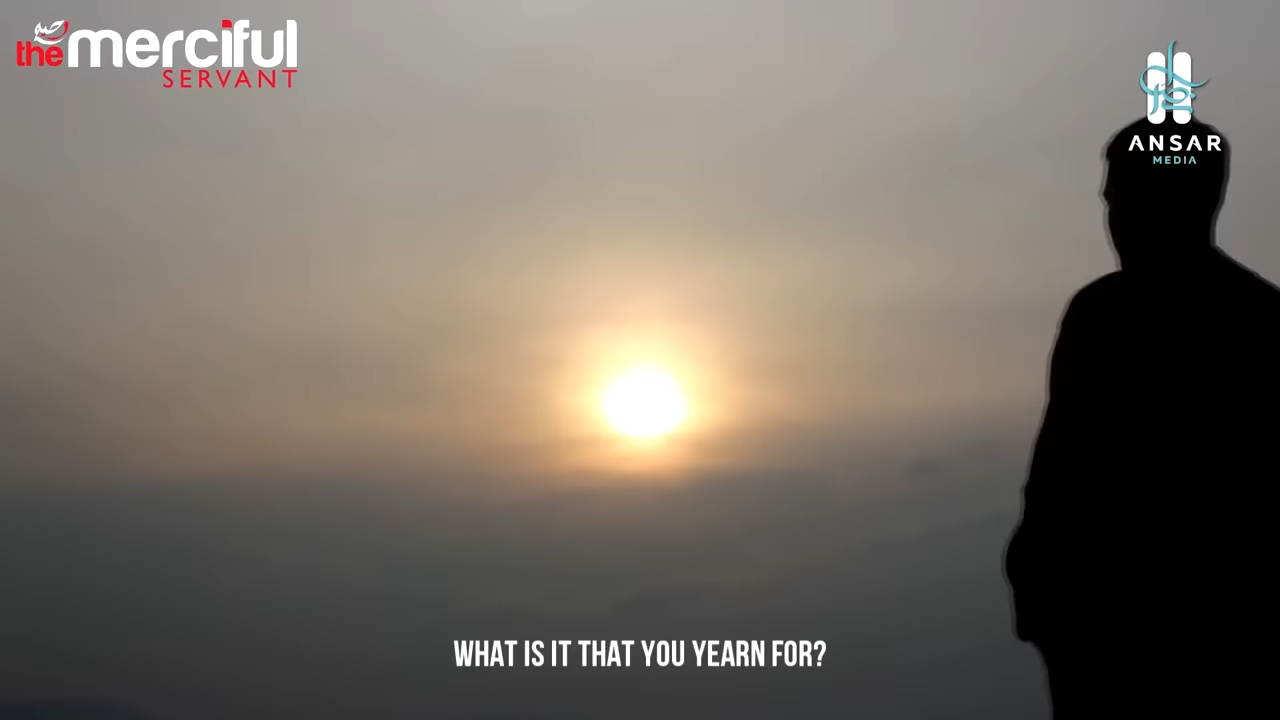 the merciful
SERVANT
ANSAR
MEDIA
WHAT IS IT THAT YOU YEARN FOR?